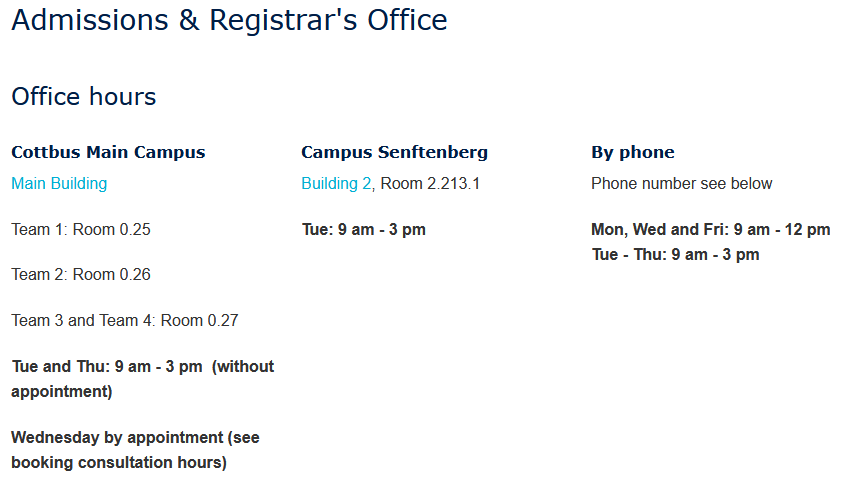 Admissions & Registrar's Office
Office hours
Cottbus Main Campus
Main Building
Team 1: Room 0.25
Team 2: Room 0.26
Team 3 and Team 4: Room 0.27
Tue and Thu: 9 am - 3 pm  (without
appointment)
Wednesday by appointment (see
booking consultation hours)
Campus Senftenberg
Building 2, Room 2.213.1
Tue: 9 am - 3 pm
By phone
Phone number see below
Mon, Wed and Fri: 9 am - 12 pm
Tue - Thu: 9 am - 3 pm